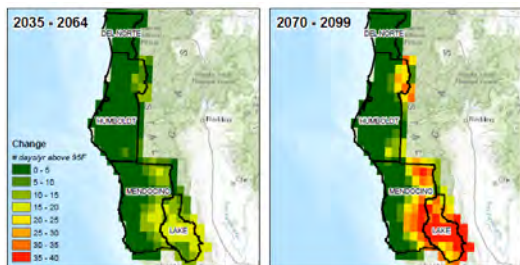 2035 - 2064
DEL NORTE
HUMBOLDT
MENDOCINO
LAKE
Redding
Change
# days/yr above 95F
0 - 5
5 - 10
10 - 15
15 - 20
20 - 25
25 - 30
30 - 35
35 - 40
2070 - 2099
DEL NORTE
HUMBOLDT
MENDOCINO
LAKE
Redding